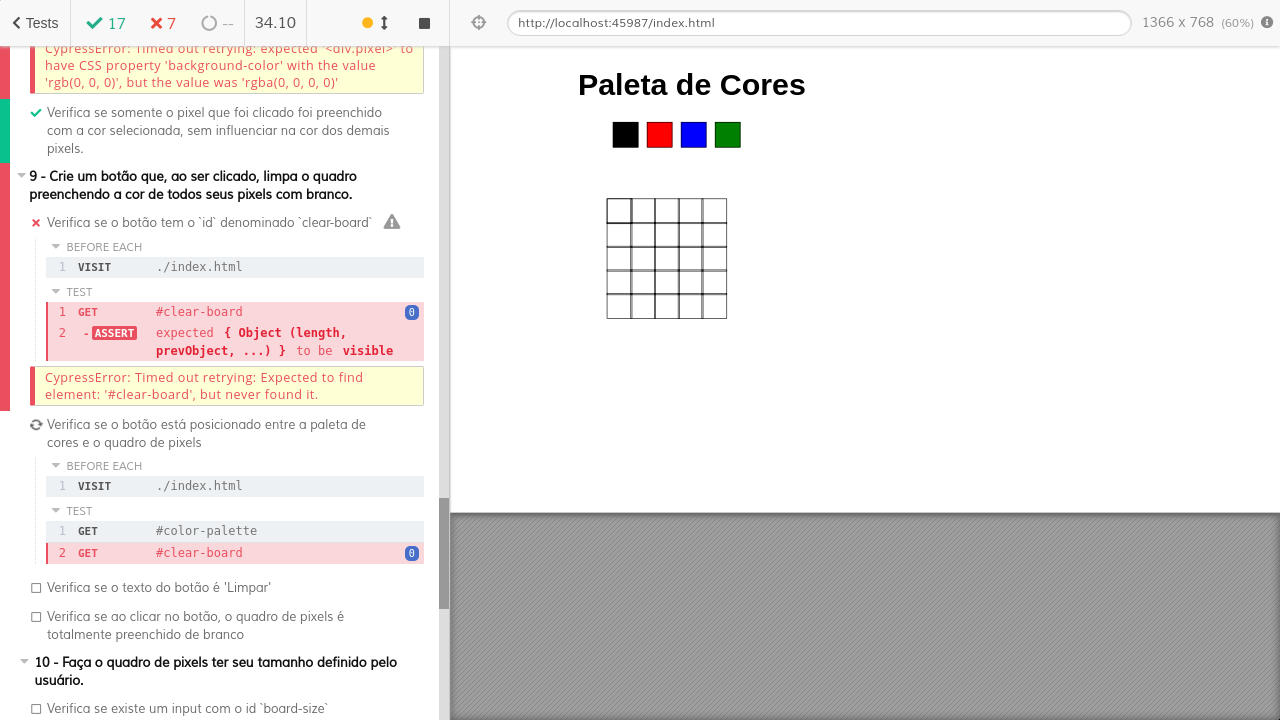 Tests 17 7 -- 34.10
http://localhost:45987/index.html 1366 x 768 (60%)
CypressError: Timed out retrying: expected '<div.pixel>' to
have CSS property 'background-color' with the value
'rgb(0, 0, 0)', but the value was 'rgba(0, 0, 0, 0)'
Verifica se somente o pixel que foi clicado foi preenchido
com a cor selecionada, sem influenciar na cor dos demais
pixels.
9 - Crie um botão que, ao ser clicado, limpa o quadro
preenchendo a cor de todos seus pixels com branco.
Verifica se o botão tem o `id` denominado `clear-board`
BEFORE EACH
1 VISIT ./index.html
TEST
1 GET #clear-board 0
2 -ASSERT expected { Object (length,
prevObject, ...) } to be visible
CypressError: Timed out retrying: Expected to find
element: '#clear-board', but never found it.
Verifica se o botão está posicionado entre a paleta de
cores e o quadro de pixels
BEFORE EACH
1 VISIT ./index.html
TEST
1 GET #color-palette
2 GET #clear-board 0
Verifica se o texto do botão é 'Limpar'
Verifica se ao clicar no botão, o quadro de pixels é
totalmente preenchido de branco
10 - Faça o quadro de pixels ter seu tamanho definido pelo
usuário.
Verifica se existe um input com o id `board-size`
Paleta de Cores